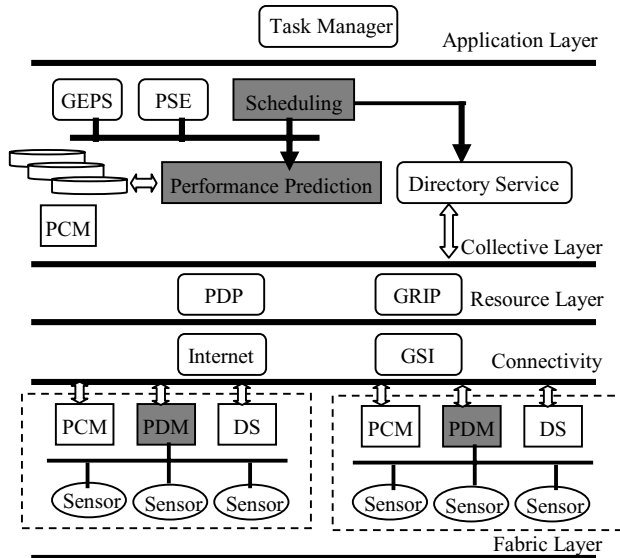 Task Manager
Application Layer
GEPS
PSE
Scheduling
Performance Prediction
Directory Service
PCM
Collective Layer
PDP
GRIP
Resource Layer
Internet
GSI
Connectivity
PCM
PDM
DS
PCM
PDM
DS
Sensor
Sensor
Sensor
Sensor
Sensor
Sensor
Fabric Layer